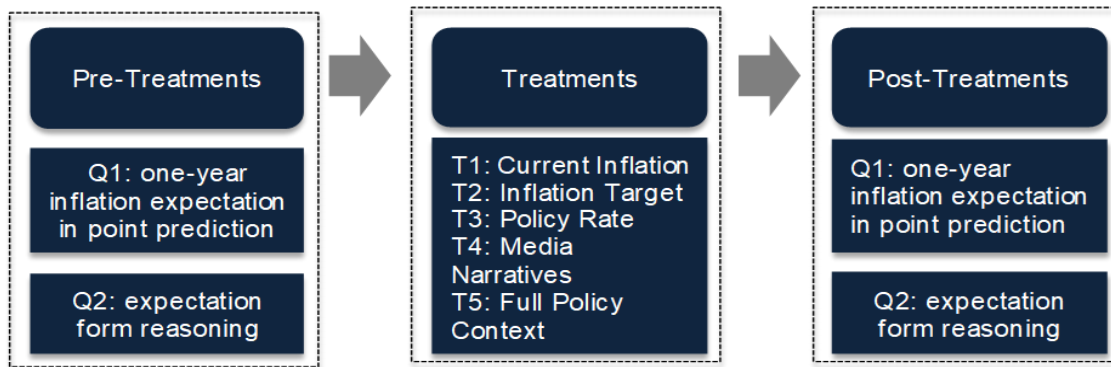 Pre-Treatments
Q1: one-year
inflation expectation
in point prediction
Q2: expectation
form reasoning
Treatments
T1: Current Inflation
T2: Inflation Target
T3: Policy Rate
T4: Media
Narratives
T5: Full Policy
Context
Post-Treatments
Q1: one-year
inflation expectation
in point prediction
Q2: expectation
form reasoning